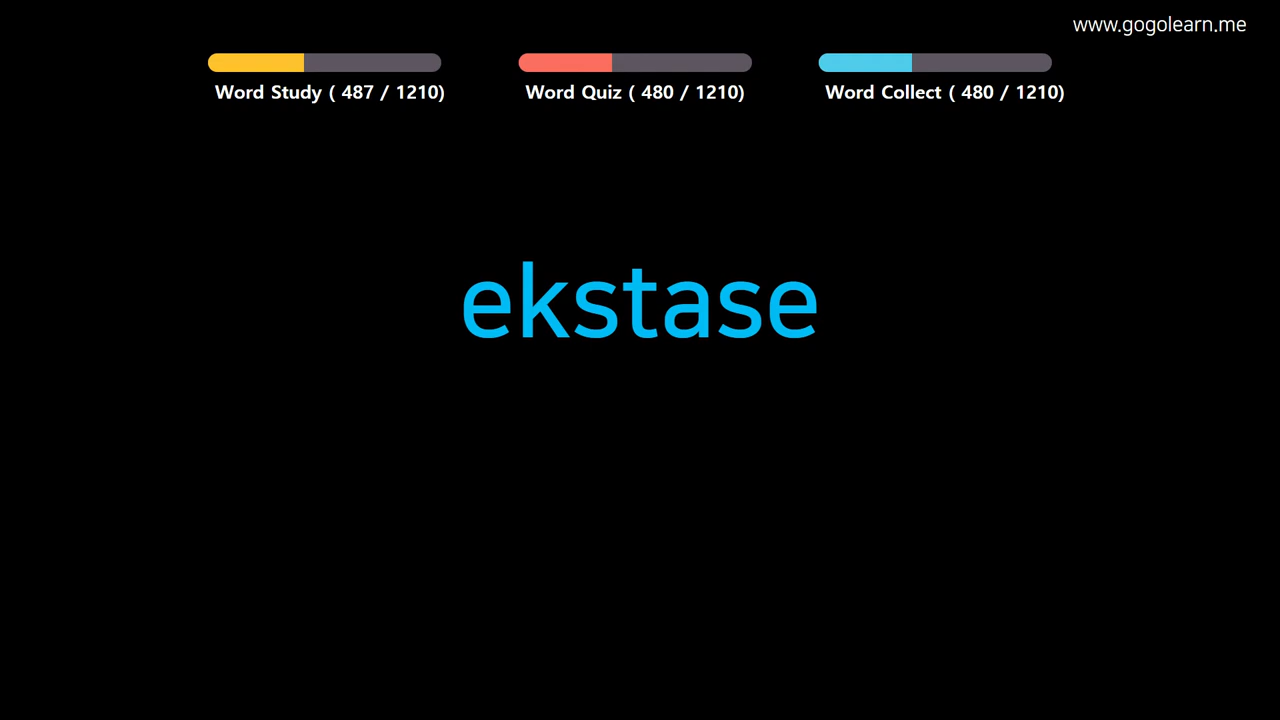 www.gogolearn.me
Word Study ( 487 / 1210)
Word Quiz ( 480 / 1210)
Word Collect ( 480 / 1210)
ekstase